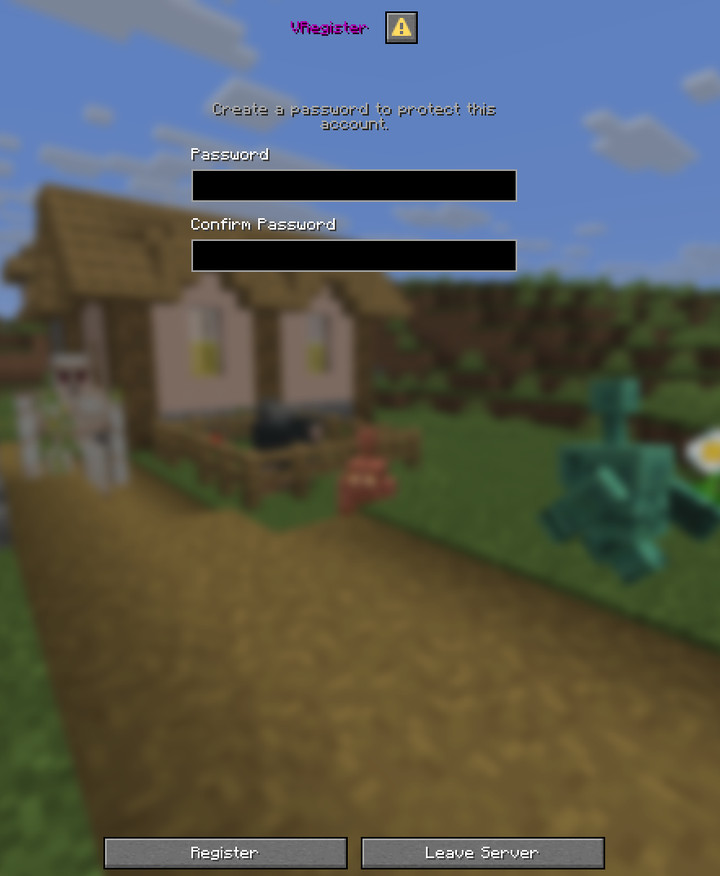 VRegister
Create a password to protect this
account.
Password
Confirm Password
Register
Leave Server